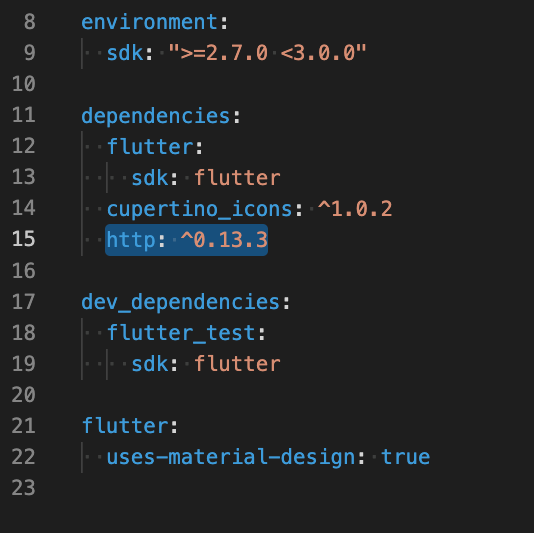 8 environment:
9   sdk: ">=2.7.0 <3.0.0"
10
11 dependencies:
12   flutter:
13     sdk: flutter
14   cupertino_icons: ^1.0.2
15   http: ^0.13.3
16
17 dev_dependencies:
18   flutter_test:
19     sdk: flutter
20
21 flutter:
22   uses-material-design: true
23